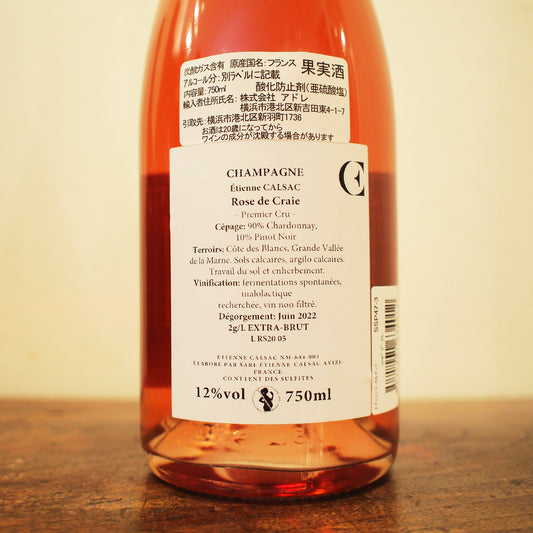 炭酸ガス含有 原産国名：フランス 果実酒
アルコール分：別ラベルに記載
内容量：750ml 酸化防止剤（亜硫酸塩）
輸入者住所氏名：株式会社 アドレ
横浜市港北区新吉田東4-1-7
引取先：横浜市港北区新羽町1736
お酒は20歳になってから
ワインの成分が沈殿する場合があります
CHAMPAGNE
Étienne CALSAC
Rose de Craie
- Premier Cru -
Cépage: 90% Chardonnay,
10% Pinot Noir
Terroirs: Côte des Blancs, Grande Vallée
de la Marne. Sols calcaires, argilo calcaires.
Travail du sol et enherbement.
Vinification: fermentations spontanées,
malolactique
recherchée, vin non filtré.
Dégorgement: Juin 2022
2g/L EXTRA-BRUT
L RS20 05
ÉTIENNE CALSAC NM-644-003
ÉLABORÉ PAR SARL ÉTIENNE CALSAC AVIZE-
FRANCE
CONTIENT DES SULFITES
12%vol 750ml
SSP47-3